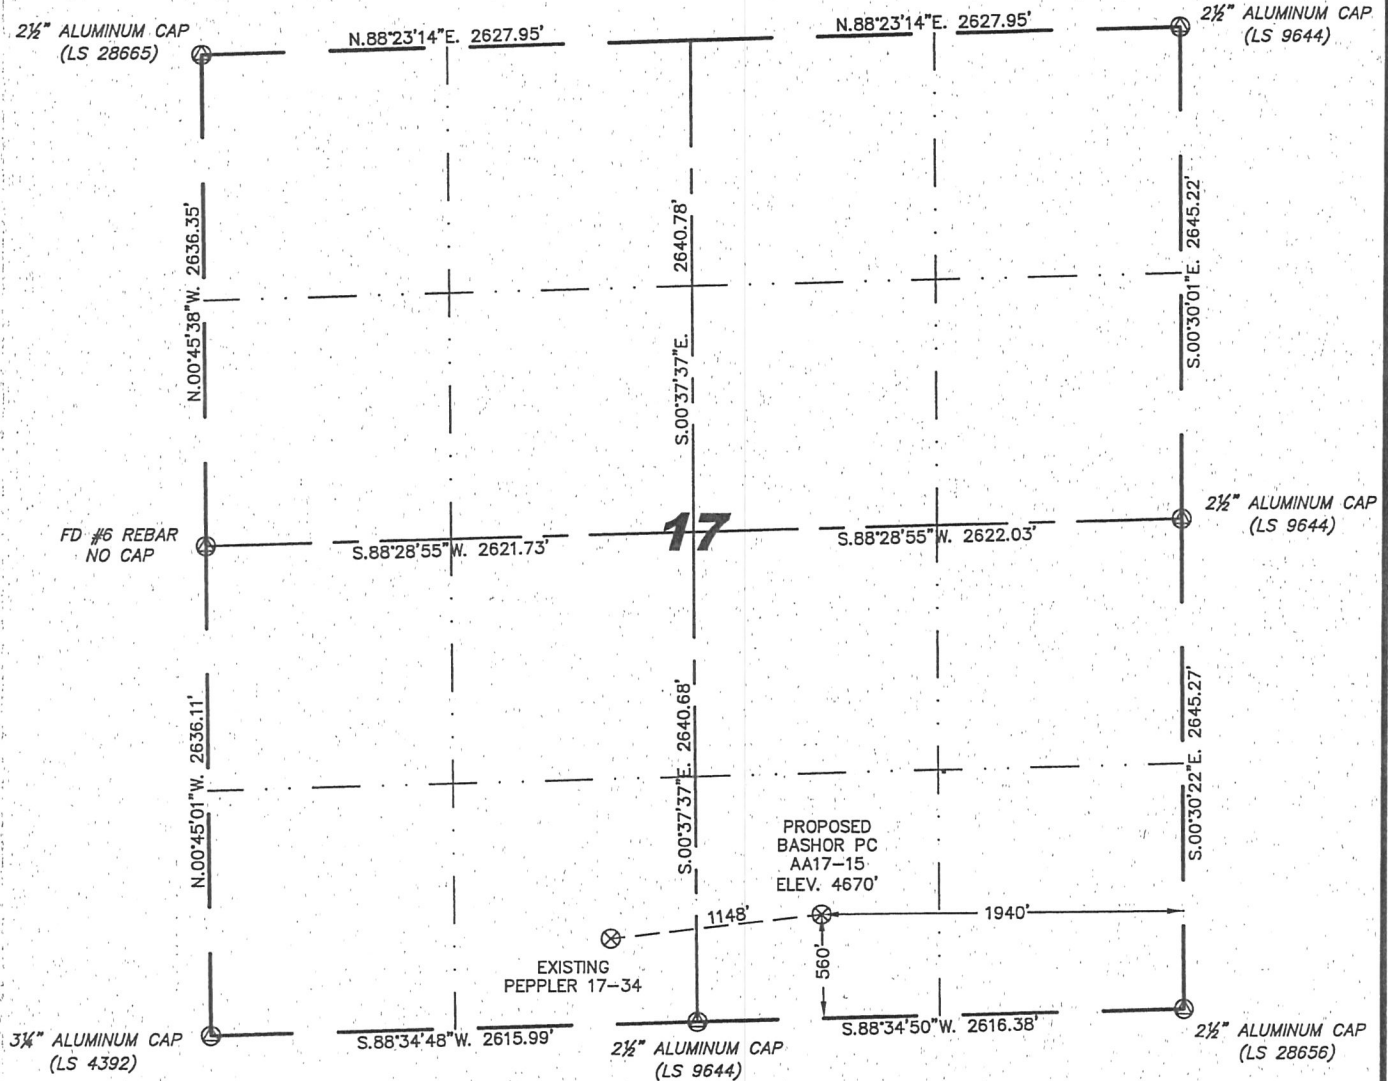 2½" ALUMINUM CAP
(LS 28665)
N.88°23'14"E. 2627.95'
N.88°23'14"E. 2627.95'
2½" ALUMINUM CAP
(LS 9644)
N.00°45'38"W. 2636.35'
S.00°37'37"E. 2640.78'
S.00°30'01"E. 2645.22'
FD #6 REBAR
NO CAP
S.88°28'55"W. 2621.73'
17
S.88°28'55"W. 2622.03'
2½" ALUMINUM CAP
(LS 9644)
N.00°45'01"W. 2636.11'
S.00°37'37"E. 2640.68'
S.00°30'22"E. 2645.27'
PROPOSED
BASHOR PC
AA17-15
ELEV. 4670'
1148'
1940'
560'
EXISTING
PEPPLER 17-34
3¼" ALUMINUM CAP
(LS 4392)
S.88°34'48"W. 2615.99'
2½" ALUMINUM CAP
(LS 9644)
S.88°34'50"W. 2616.38'
2½" ALUMINUM CAP
(LS 28656)